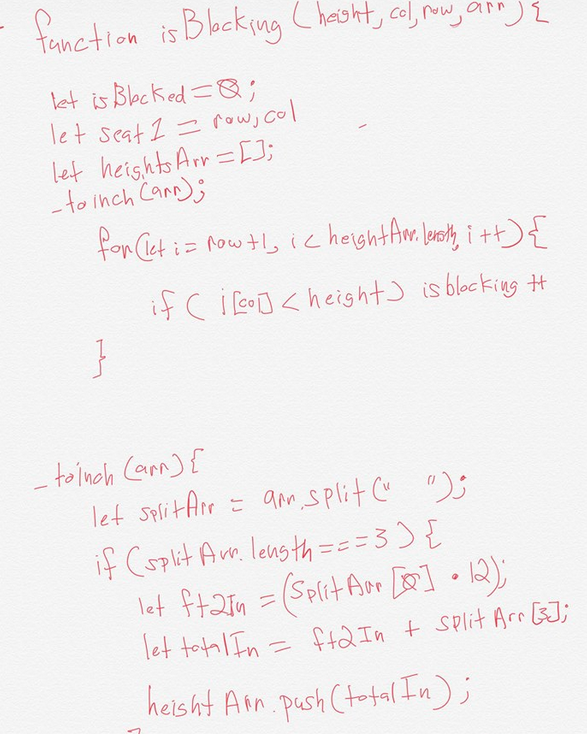 function isBlocking (height, col, row, arr) {
let isBlocked = 0;
let seat 1 = row, col
let heightsArr = [];
_toinch (arr);
for (let i = row +1, i < heightArr.length, i ++) {
if ( i [col] < height) isblocking ++
}
_toinch (arr) {
let splitArr = arr.split (" ");
if (splitArr.length === 3 ) {
let ft2In = (SplitArr [0] • 12);
let totalIn = ft2In + splitArr [3];
height Arr.push (totalIn) ;
}